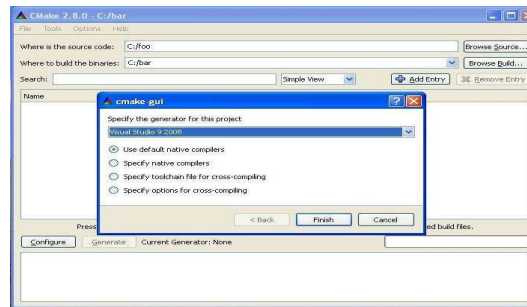 CMake 2.8.0 - C:/bar
File Tools Options Help
Where is the source code: C:/foo Browse Source...
Where to build the binaries: C:/bar Browse Build...
Search: Simple View Add Entry Remove Entry
Name
cmake-gui
Specify the generator for this project
Visual Studio 9 2008
Use default native compilers
Specify native compilers
Specify toolchain file for cross-compiling
Specify options for cross-compiling
< Back Finish Cancel
Press ed build files.
Configure Generate Current Generator: None